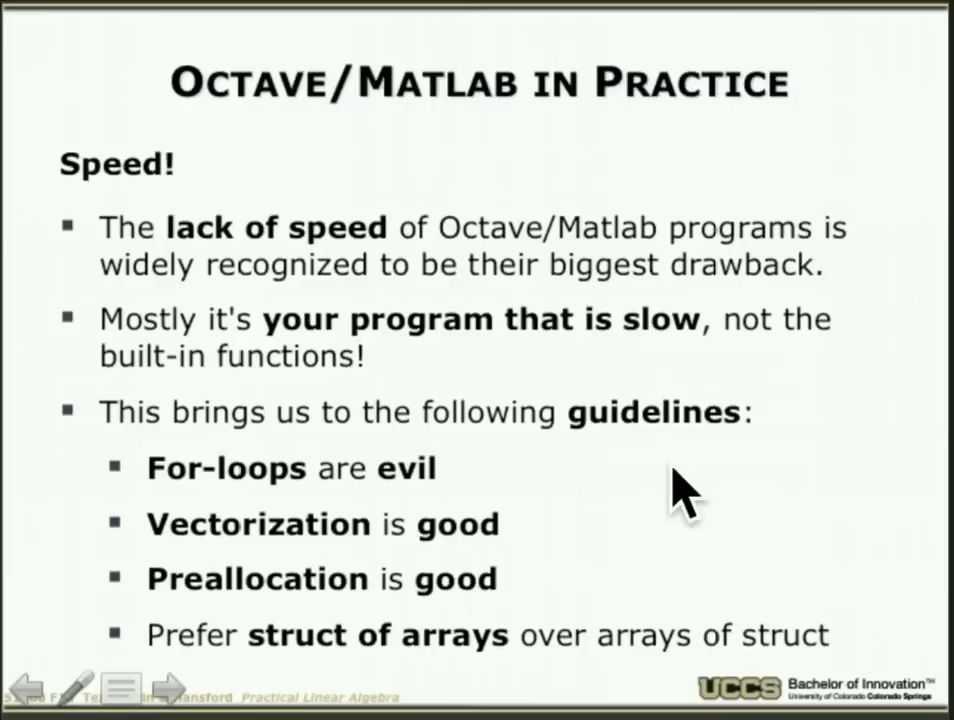 OCTAVE/MATLAB IN PRACTICE
Speed!
The lack of speed of Octave/Matlab programs is
widely recognized to be their biggest drawback.
Mostly it's your program that is slow, not the
built-in functions!
This brings us to the following guidelines:
For-loops are evil
Vectorization is good
Preallocation is good
Prefer struct of arrays over arrays of struct
Practical Linear Algebra
UCCS Bachelor of Innovation™
University of Colorado Colorado Springs